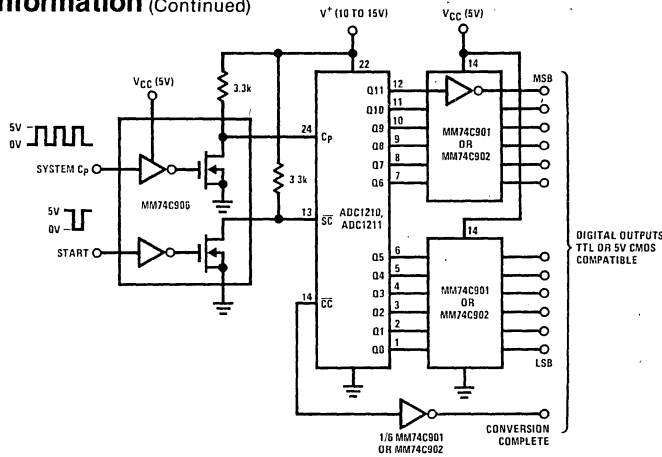 nformation (Continued)
V+ (10 TO 15V)
VCC (5V)
VCC (5V)
22
14
MSB
3.3k
Q11 12
Q10 11
Q9 10
Q8 9
Q7 8
Q6 7
MM74C901
OR
MM74C902
5V
0V
24 CP
SYSTEM CP
MM74C906
3.3k
5V
0V
13 SC
ADC1210,
ADC1211
START
14
DIGITAL OUTPUTS
TTL OR 5V CMOS
COMPATIBLE
Q5 6
Q4 5
Q3 4
Q2 3
Q1 2
Q0 1
MM74C901
OR
MM74C902
14 CC
LSB
CONVERSION
COMPLETE
1/6 MM74C901
OR MM74C902